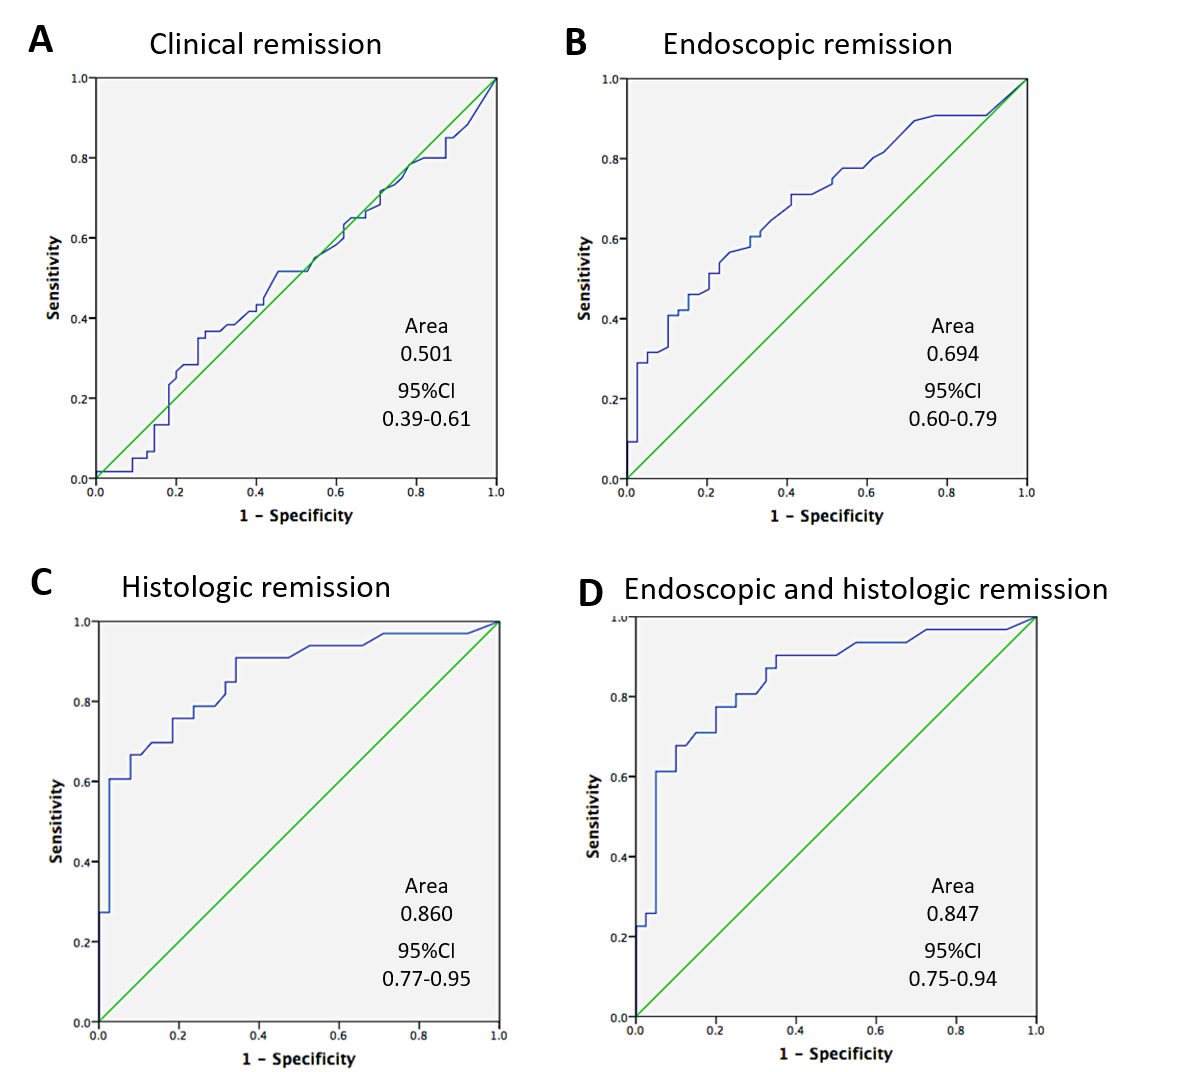 A Clinical remission
1.0
0.8
0.6
0.4
0.2
0.0
Sensitivity
0.0 0.2 0.4 0.6 0.8 1.0
1 – Specificity
Area
0.501
95%CI
0.39-0.61
B Endoscopic remission
1.0
0.8
0.6
0.4
0.2
0.0
Sensitivity
0.0 0.2 0.4 0.6 0.8 1.0
1 – Specificity
Area
0.694
95%CI
0.60-0.79
C Histologic remission
1.0
0.8
0.6
0.4
0.2
0.0
Sensitivity
0.0 0.2 0.4 0.6 0.8 1.0
1 – Specificity
Area
0.860
95%CI
0.77-0.95
D Endoscopic and histologic remission
1.0
0.8
0.6
0.4
0.2
0.0
Sensitivity
0.0 0.2 0.4 0.6 0.8 1.0
1 – Specificity
Area
0.847
95%CI
0.75-0.94